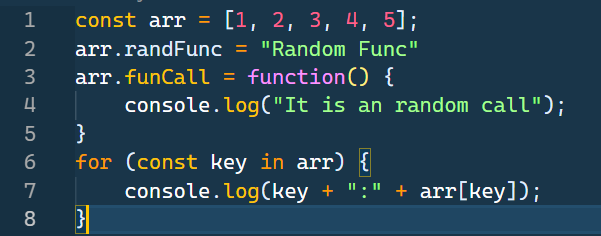 1 const arr = [1, 2, 3, 4, 5];
2 arr.randFunc = "Random Func"
3 arr.funCall = function() {
4     console.log("It is an random call");
5 }
6 for (const key in arr) {
7     console.log(key + ":" + arr[key]);
8 }